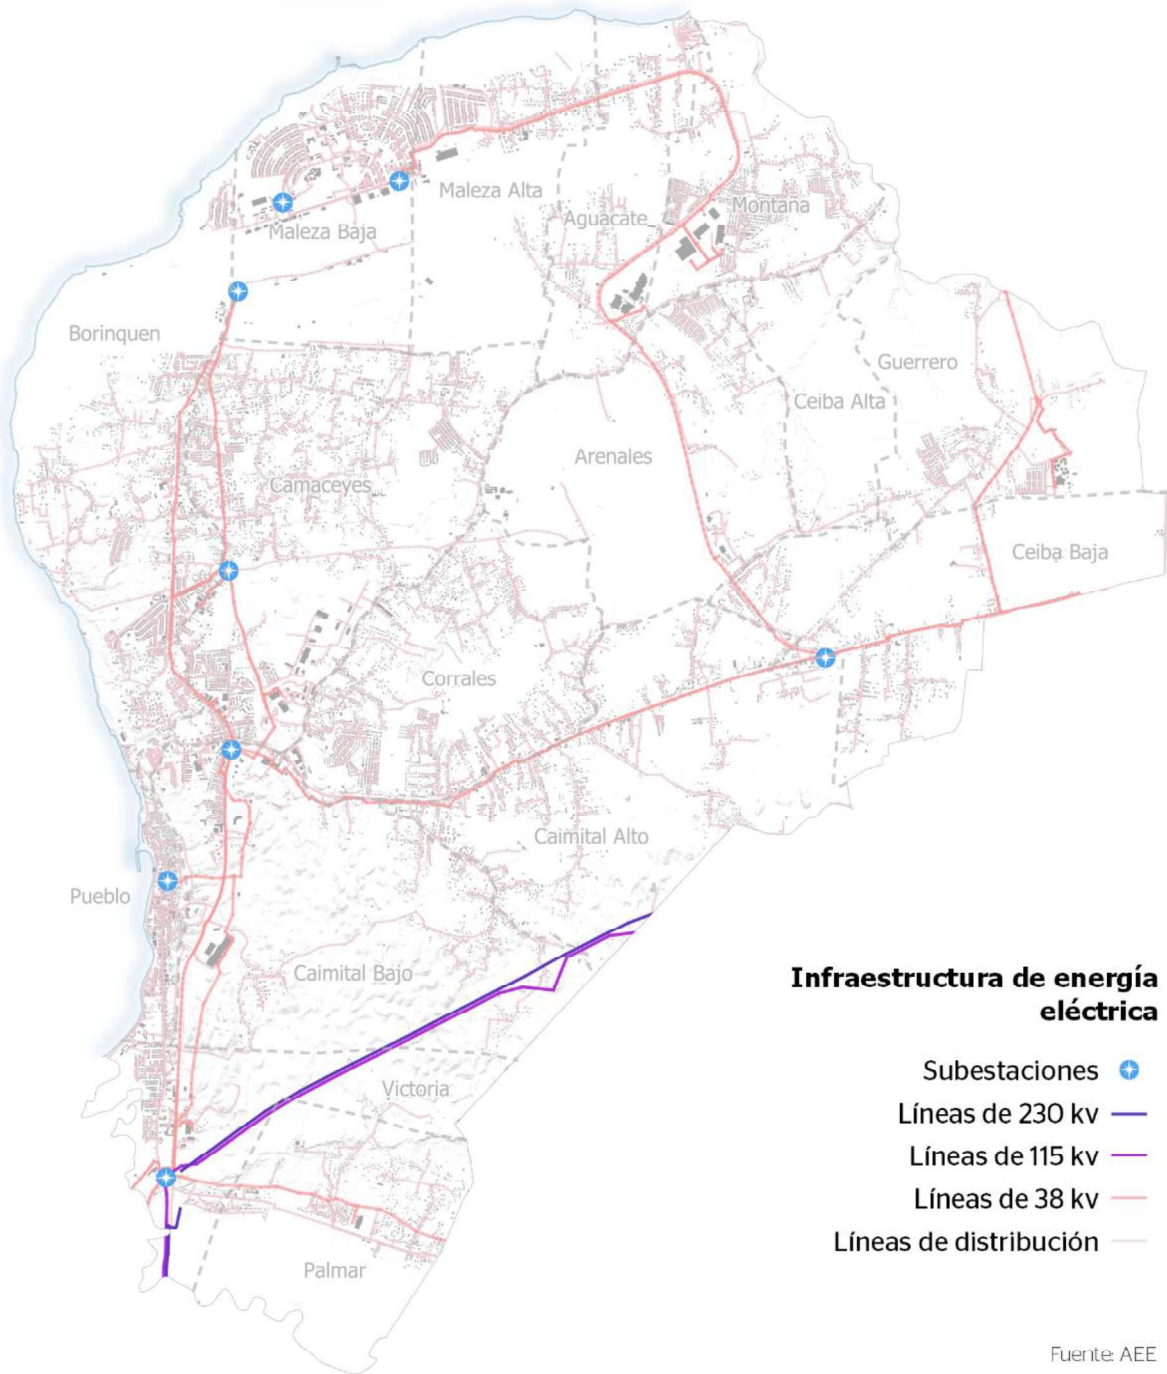 Maleza Alta
Aguacate
Montana
Maleza Baja
Borinquen
Guerrero
Ceiba Alta
Arenales
Camaceyes
Ceiba Baja
Corrales
Caimital Alto
Pueblo
Caimital Bajo
Victoria
Palmar
Infraestructura de energía
eléctrica
Subestaciones
Líneas de 230 kv
Líneas de 115 kv
Líneas de 38 kv
Líneas de distribución
Fuente: AEE